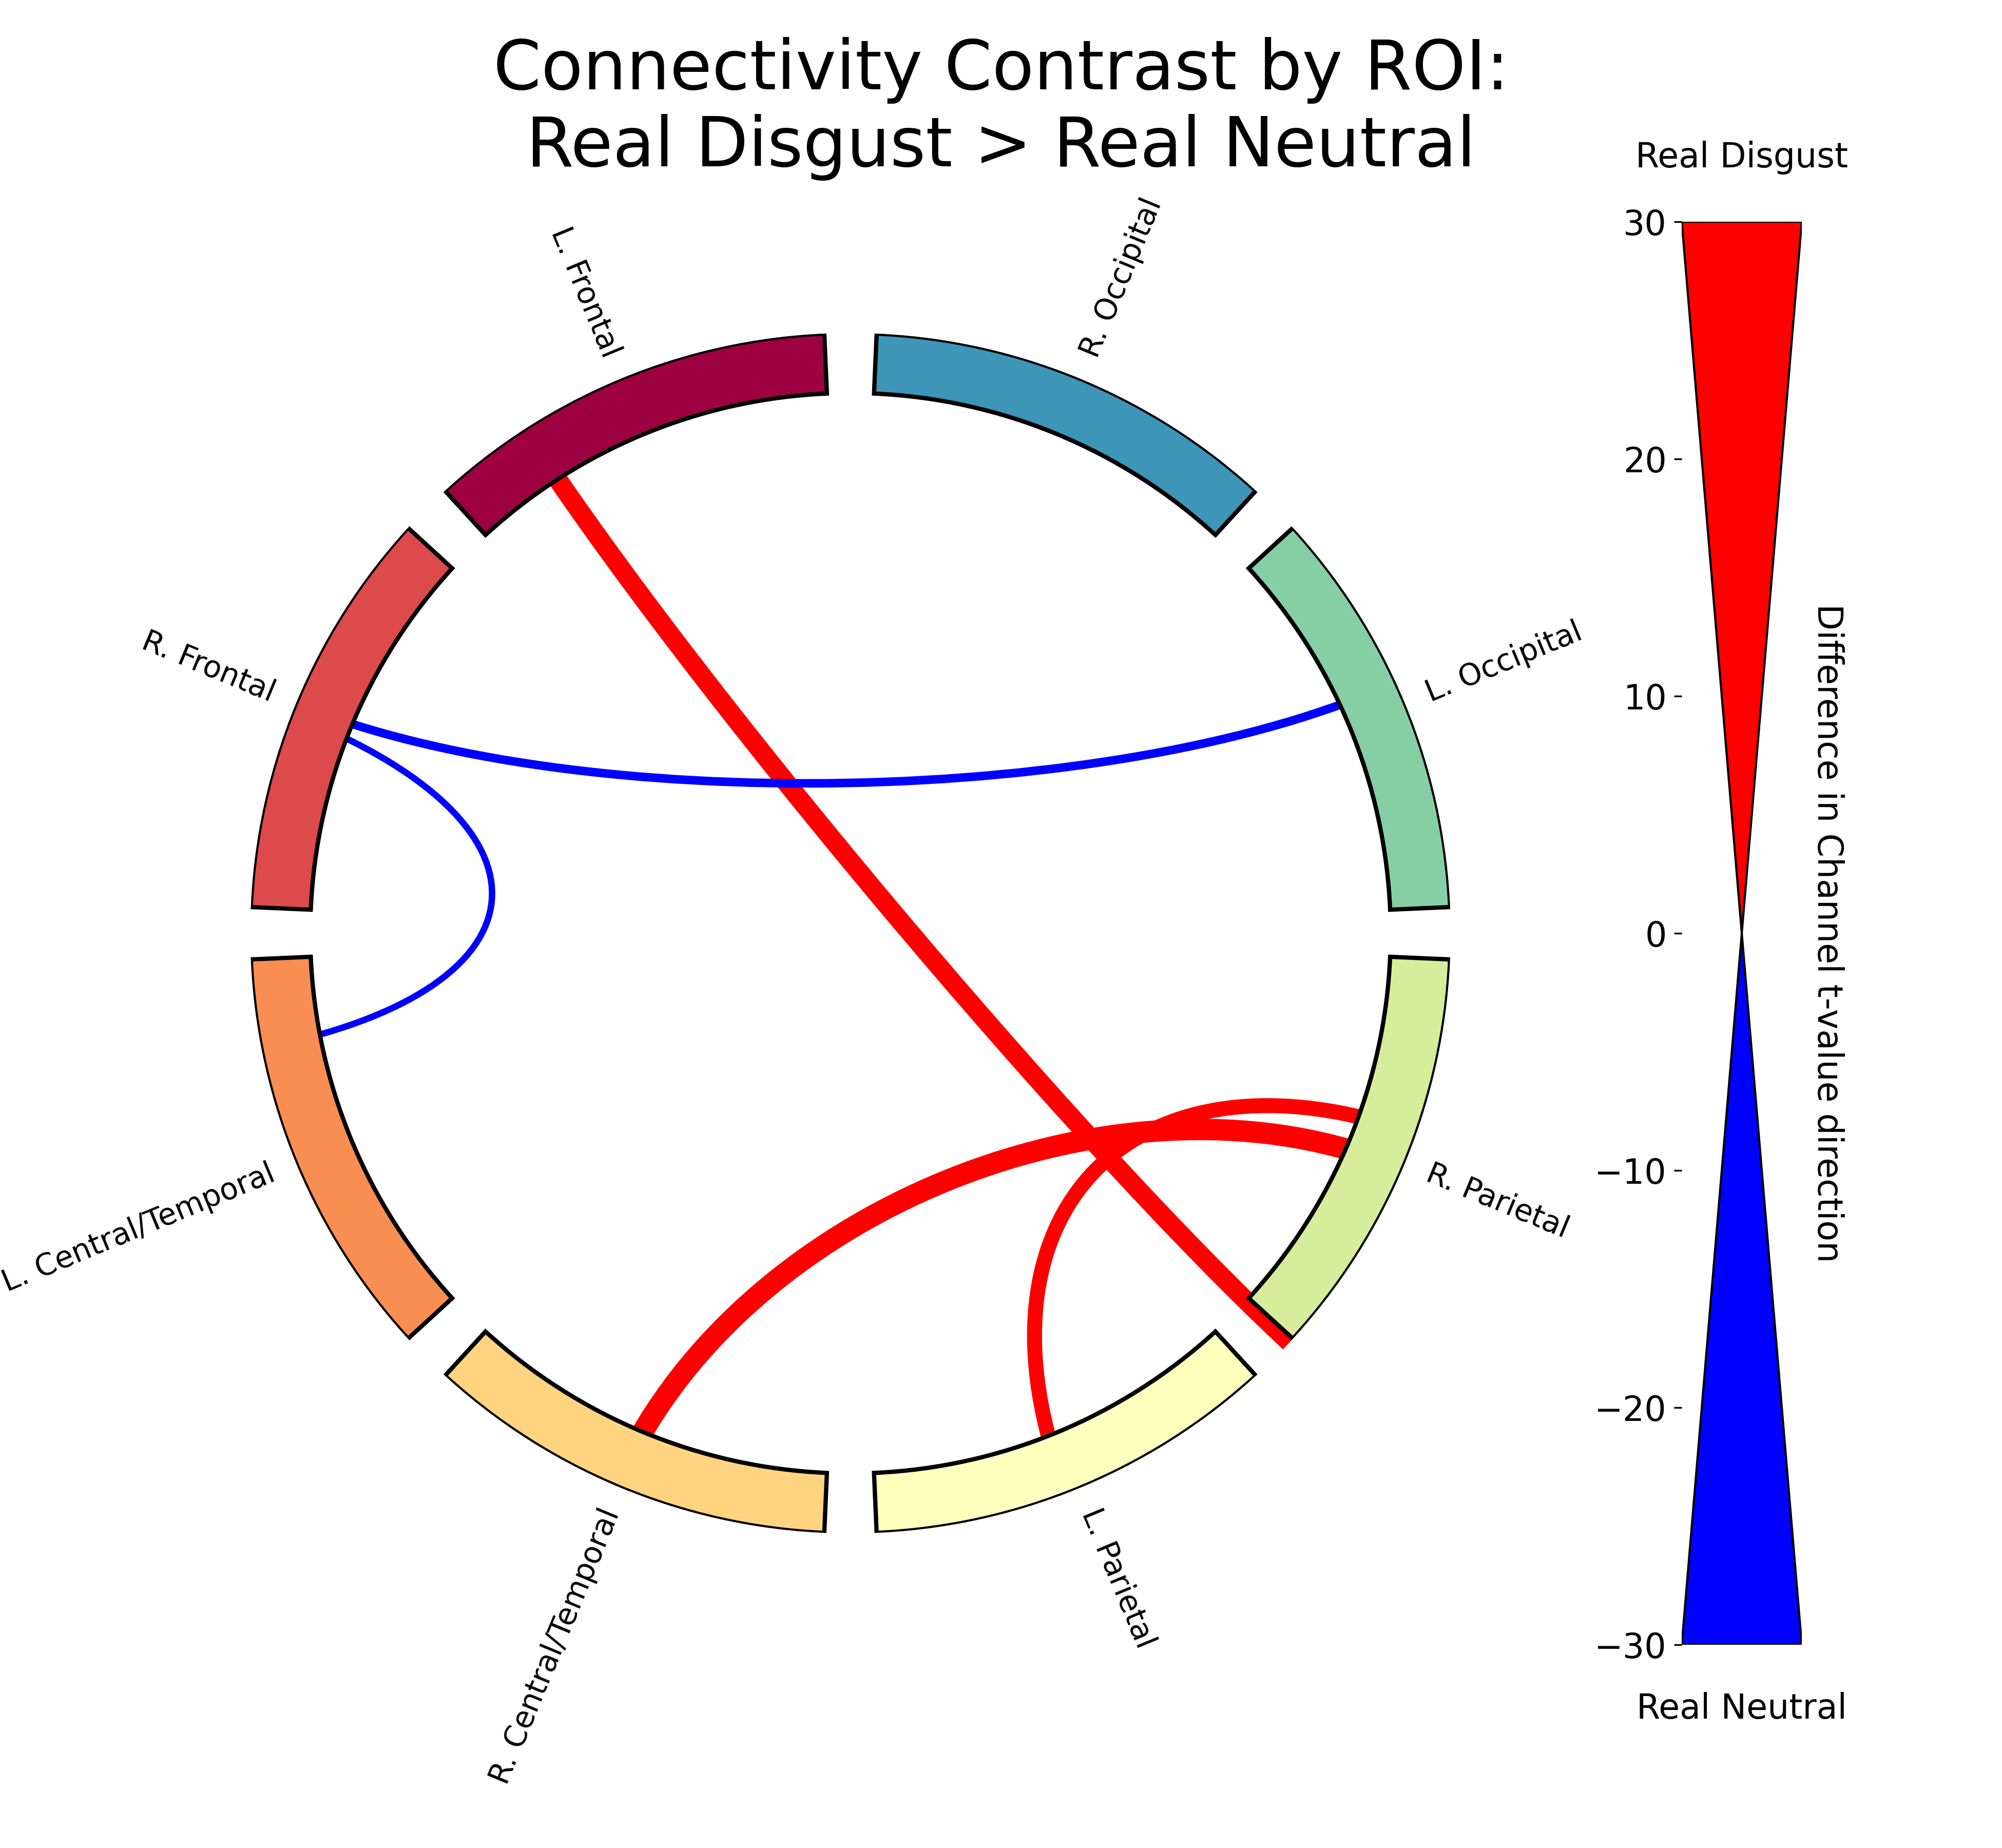 Connectivity Contrast by ROI:
Real Disgust > Real Neutral
Real Disgust
L. Frontal
R. Occipital
R. Frontal
L. Occipital
L. Central/Temporal
R. Parietal
R. Central/Temporal
L. Parietal
30
20
10
0
−10
−20
−30
Difference in Channel t-value direction
Real Neutral